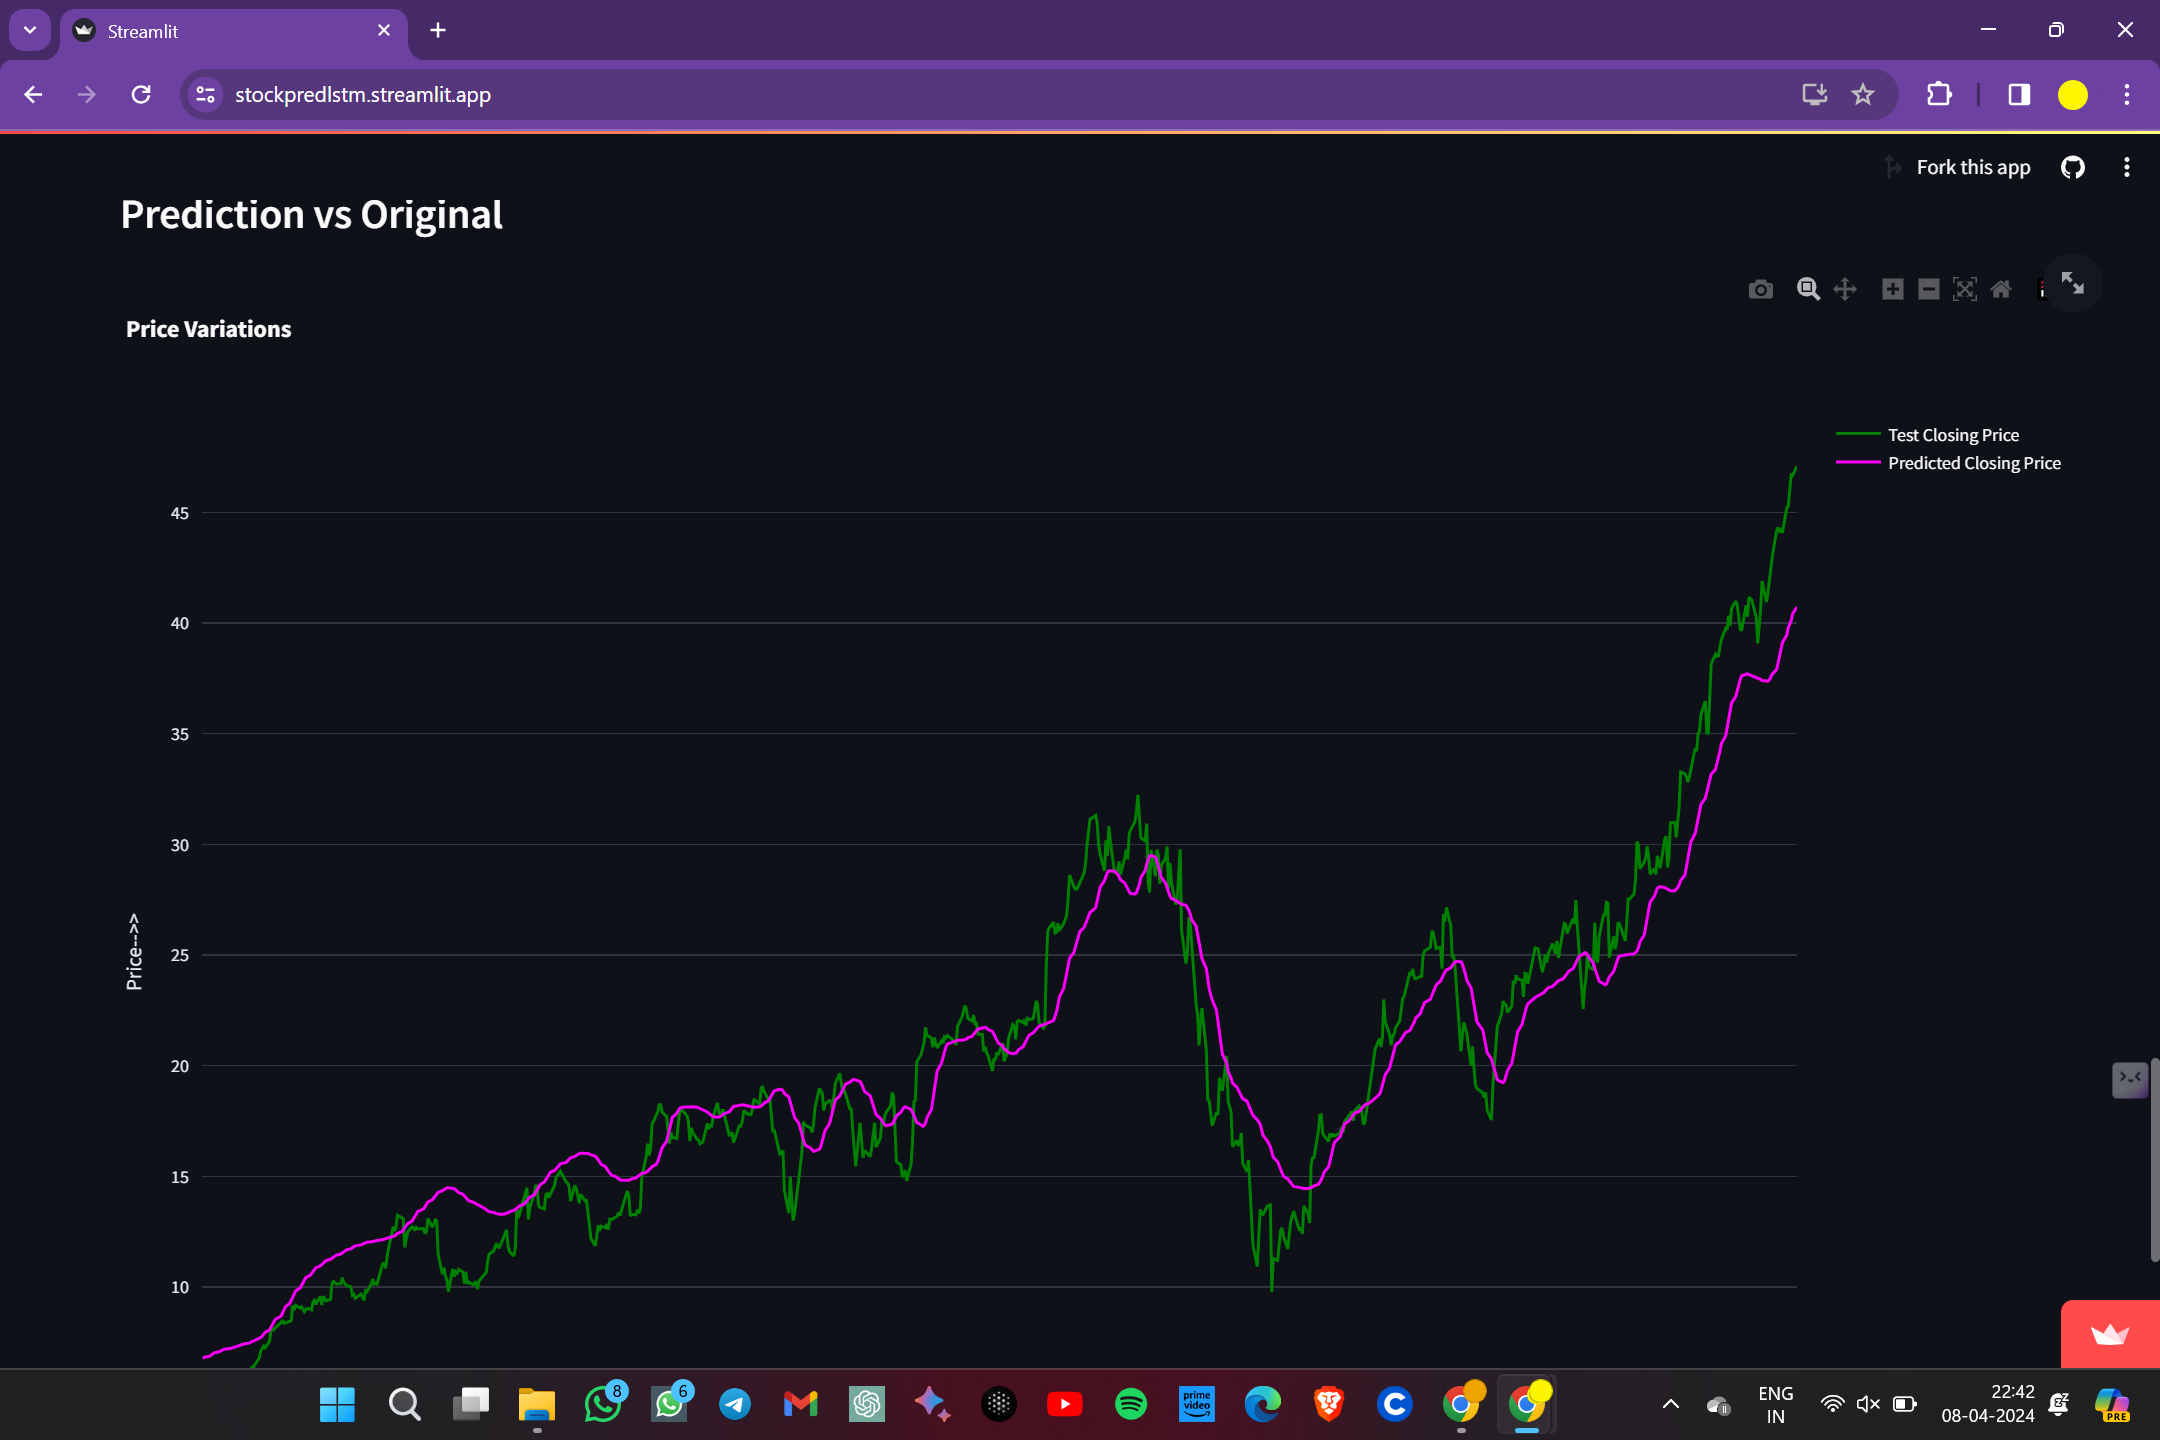 Streamlit
stockpredlstm.streamlit.app
Fork this app
Prediction vs Original
Price Variations
Test Closing Price
Predicted Closing Price
45
40
35
30
25
20
15
10
Price-->
8
6
prime
video
ENG
IN
22:42
08-04-2024
PRE